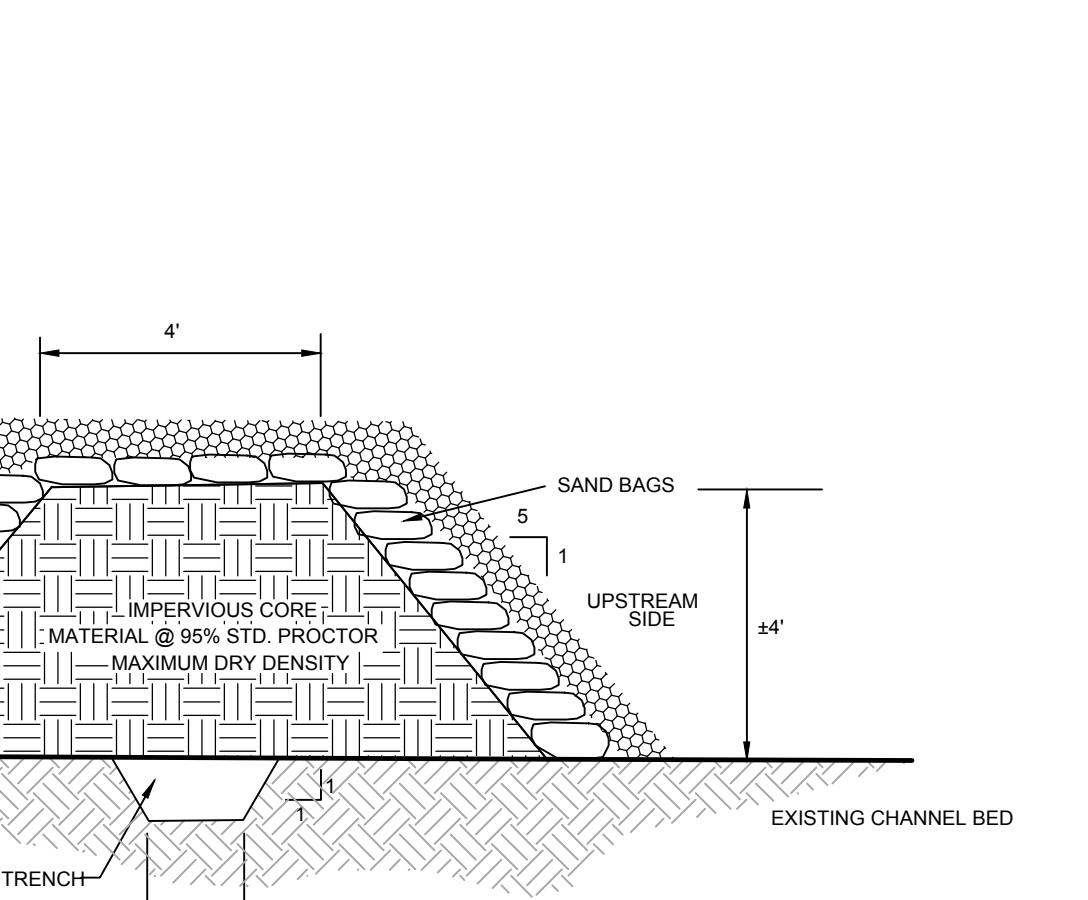 4'
SAND BAGS
5
1
UPSTREAM
SIDE
±4'
IMPERVIOUS CORE
MATERIAL @ 95% STD. PROCTOR
MAXIMUM DRY DENSITY
1
1
EXISTING CHANNEL BED
TRENCH